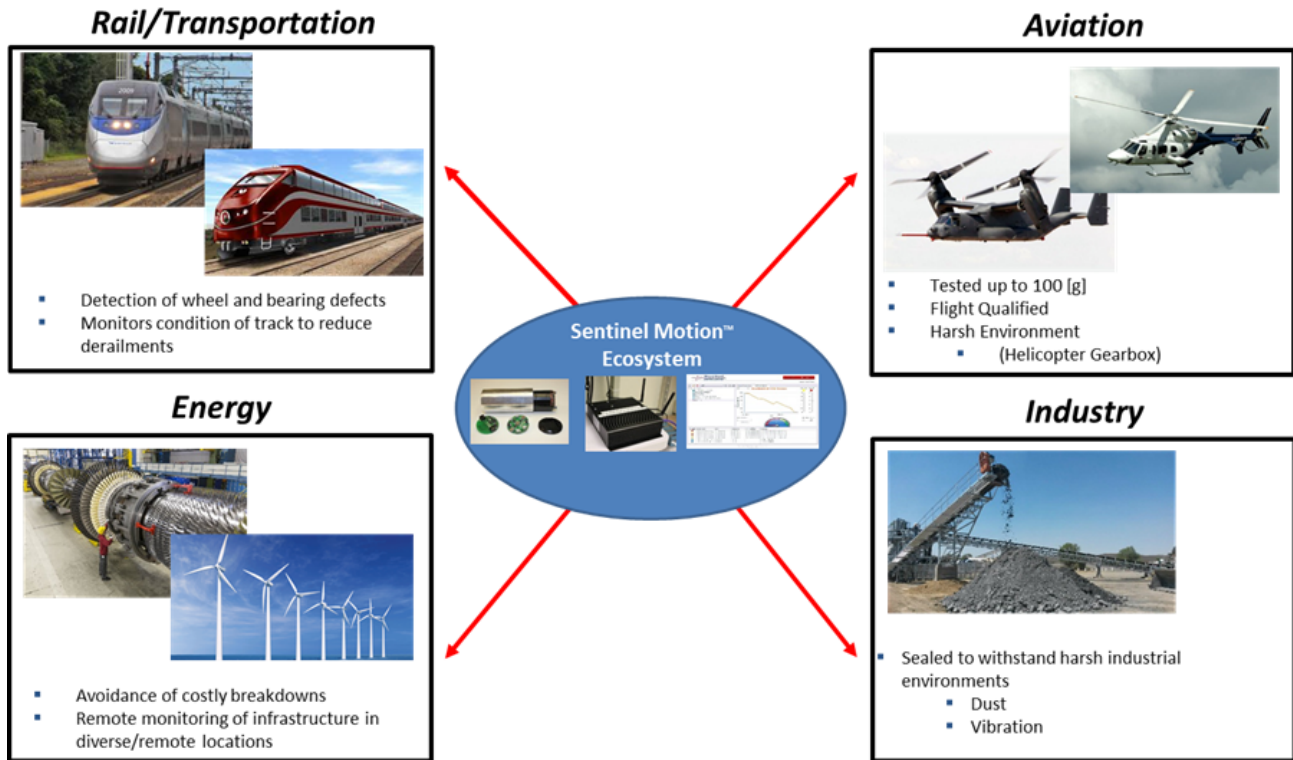 Rail/Transportation
Detection of wheel and bearing defects
Monitors condition of track to reduce
derailments
Aviation
Tested up to 100 [g]
Flight Qualified
Harsh Environment
(Helicopter Gearbox)
Sentinel Motion™
Ecosystem
Energy
Avoidance of costly breakdowns
Remote monitoring of infrastructure in
diverse/remote locations
Industry
Sealed to withstand harsh industrial
environments
Dust
Vibration